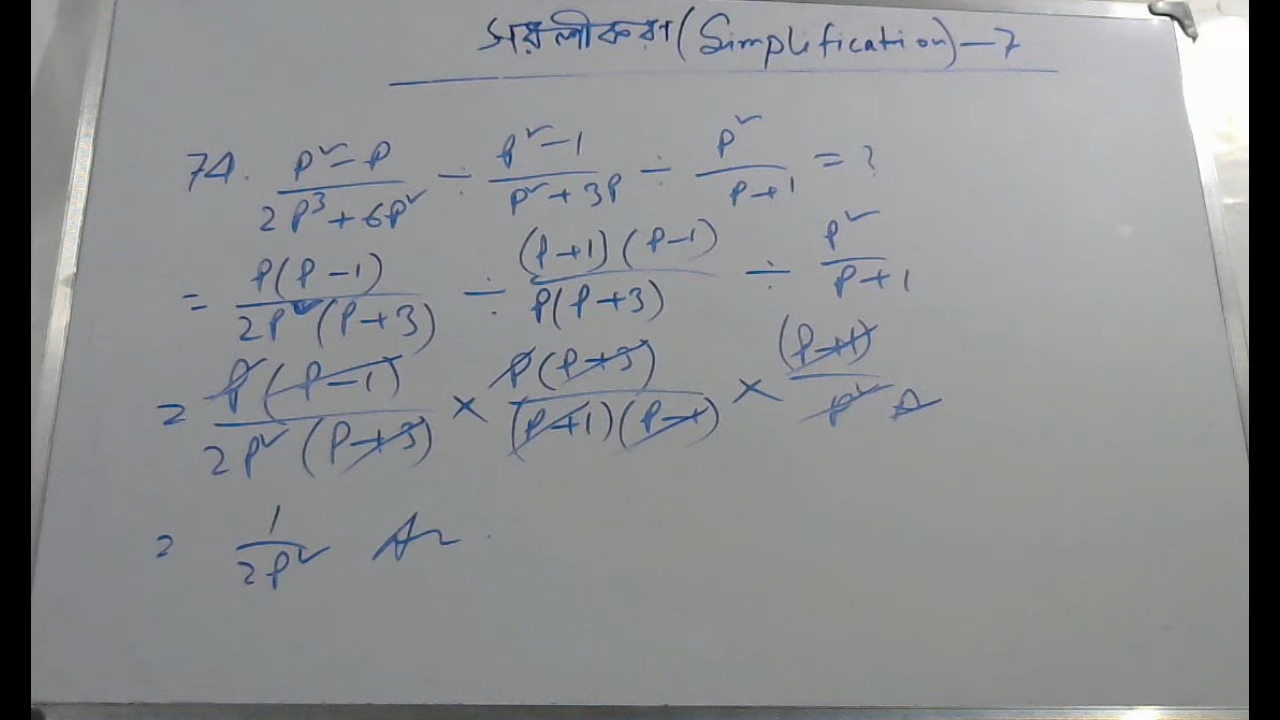 সরলীকরণ (Simplification) – 7
74. (P² – P)/(2P³ + 6P²) ÷ (P² – 1)/(P² + 3P) ÷ P²/(P + 1) = ?
= P(P – 1)/2P²(P + 3) ÷ (P + 1)(P – 1)/P(P + 3) ÷ P²/(P + 1)
= P(P – 1)/2P²(P + 3) × P(P + 3)/(P + 1)(P – 1) × (P + 1)/P²
= 1/2P²